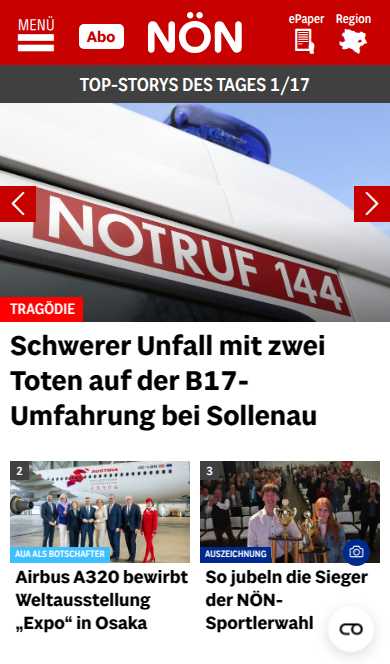 MENÜ
Abo
NÖN
ePaper
Region
TOP-STORYS DES TAGES 1/17
NOTRUF 144
TRAGÖDIE
Schwerer Unfall mit zwei
Toten auf der B17-
Umfahrung bei Sollenau
2
AUSTRIA
AUA ALS BOTSCHAFTER
Airbus A320 bewirbt
Weltausstellung
„Expo“ in Osaka
3
AUSZEICHNUNG
So jubeln die Sieger
der NÖN-
Sportlerwahl